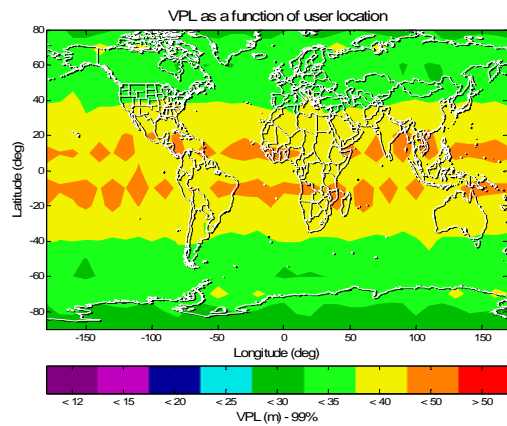 VPL as a function of user location
80
60
40
20
0
-20
-40
-60
-80
Latitude (deg)
-150 -100 -50 0 50 100 150
Longitude (deg)
< 12 < 15 < 20 < 25 < 30 < 35 < 40 < 50 > 50
VPL (m) - 99%